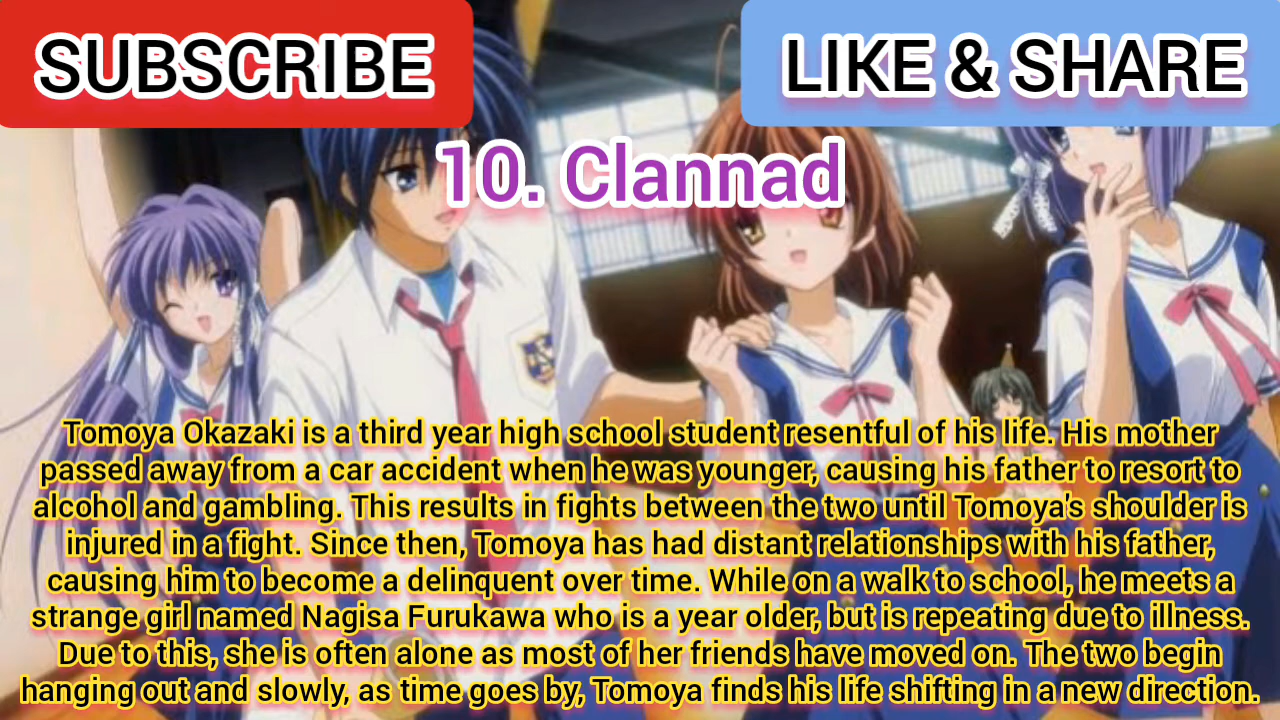 SUBSCRIBE
LIKE & SHARE
10. Clannad
Tomoya Okazaki is a third year high school student resentful of his life. His mother
passed away from a car accident when he was younger, causing his father to resort to
alcohol and gambling. This results in fights between the two until Tomoya's shoulder is
injured in a fight. Since then, Tomoya has had distant relationships with his father,
causing him to become a delinquent over time. While on a walk to school, he meets a
strange girl named Nagisa Furukawa who is a year older, but is repeating due to illness.
Due to this, she is often alone as most of her friends have moved on. The two begin
hanging out and slowly, as time goes by, Tomoya finds his life shifting in a new direction.